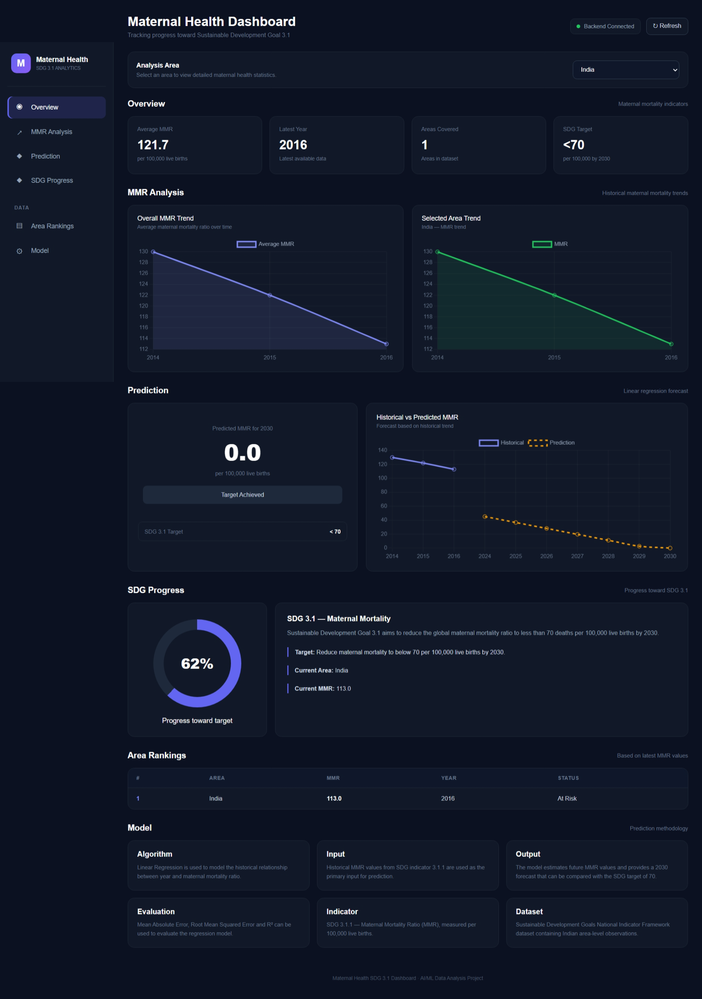 Maternal Health Dashboard
Tracking progress toward Sustainable Development Goal 3.1
Backend Connected
↻ Refresh
M
Maternal Health
SDG 3.1 ANALYTICS
Overview
MMR Analysis
Prediction
SDG Progress
DATA
Area Rankings
Model
Analysis Area
Select an area to view detailed maternal health statistics.
India
Overview
Maternal mortality indicators
Average MMR
121.7
per 100,000 live births
Latest Year
2016
Latest available data
Areas Covered
1
Areas in dataset
SDG Target
<70
per 100,000 by 2030
MMR Analysis
Historical maternal mortality trends
Overall MMR Trend
Average maternal mortality ratio over time
Average MMR
130
128
126
124
122
120
118
116
114
112
2014 2015 2016
Selected Area Trend
India — MMR trend
MMR
130
128
126
124
122
120
118
116
114
112
2014 2015 2016
Prediction
Linear regression forecast
Predicted MMR for 2030
0.0
per 100,000 live births
Target Achieved
SDG 3.1 Target < 70
Historical vs Predicted MMR
Forecast based on historical trend
Historical Prediction
140
120
100
80
60
40
20
0
2014 2015 2016 2024 2025 2026 2027 2028 2029 2030
SDG Progress
Progress toward SDG 3.1
62%
Progress toward target
SDG 3.1 — Maternal Mortality
Sustainable Development Goal 3.1 aims to reduce the global maternal mortality ratio to less than 70 deaths per 100,000 live births by 2030.
Target: Reduce maternal mortality to below 70 per 100,000 live births by 2030.
Current Area: India
Current MMR: 113.0
Area Rankings
Based on latest MMR values
# AREA MMR YEAR STATUS
1 India 113.0 2016 At Risk
Model
Prediction methodology
Algorithm
Linear Regression is used to model the historical relationship
between year and maternal mortality ratio.
Input
Historical MMR values from SDG indicator 3.1.1 are used as the
primary input for prediction.
Output
The model estimates future MMR values and provides a 2030
forecast that can be compared with the SDG target of 70.
Evaluation
Mean Absolute Error, Root Mean Squared Error and R² can be
used to evaluate the regression model.
Indicator
SDG 3.1.1 — Maternal Mortality Ratio (MMR), measured per
100,000 live births.
Dataset
Sustainable Development Goals National Indicator Framework
dataset containing Indian area-level observations.
Maternal Health SDG 3.1 Dashboard · AI/ML Data Analysis Project